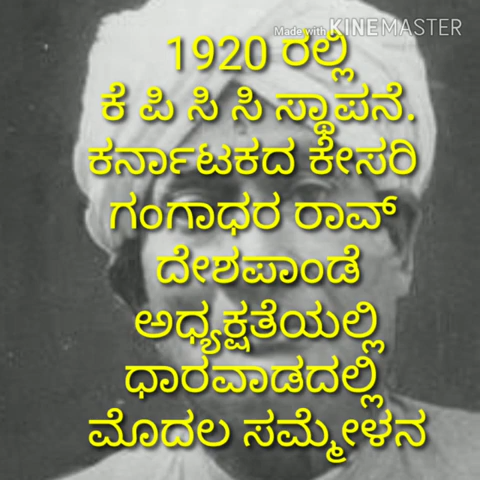 Made with KINEMASTER
1920 ರಲ್ಲಿ
ಕೆ ಪಿ ಸಿ ಸಿ ಸ್ಥಾಪನೆ.
ಕರ್ನಾಟಕದ ಕೇಸರಿ
ಗಂಗಾಧರ ರಾವ್
ದೇಶಪಾಂಡೆ
ಅಧ್ಯಕ್ಷತೆಯಲ್ಲಿ
ಧಾರವಾಡದಲ್ಲಿ
ಮೊದಲ ಸಮ್ಮೇಳನ